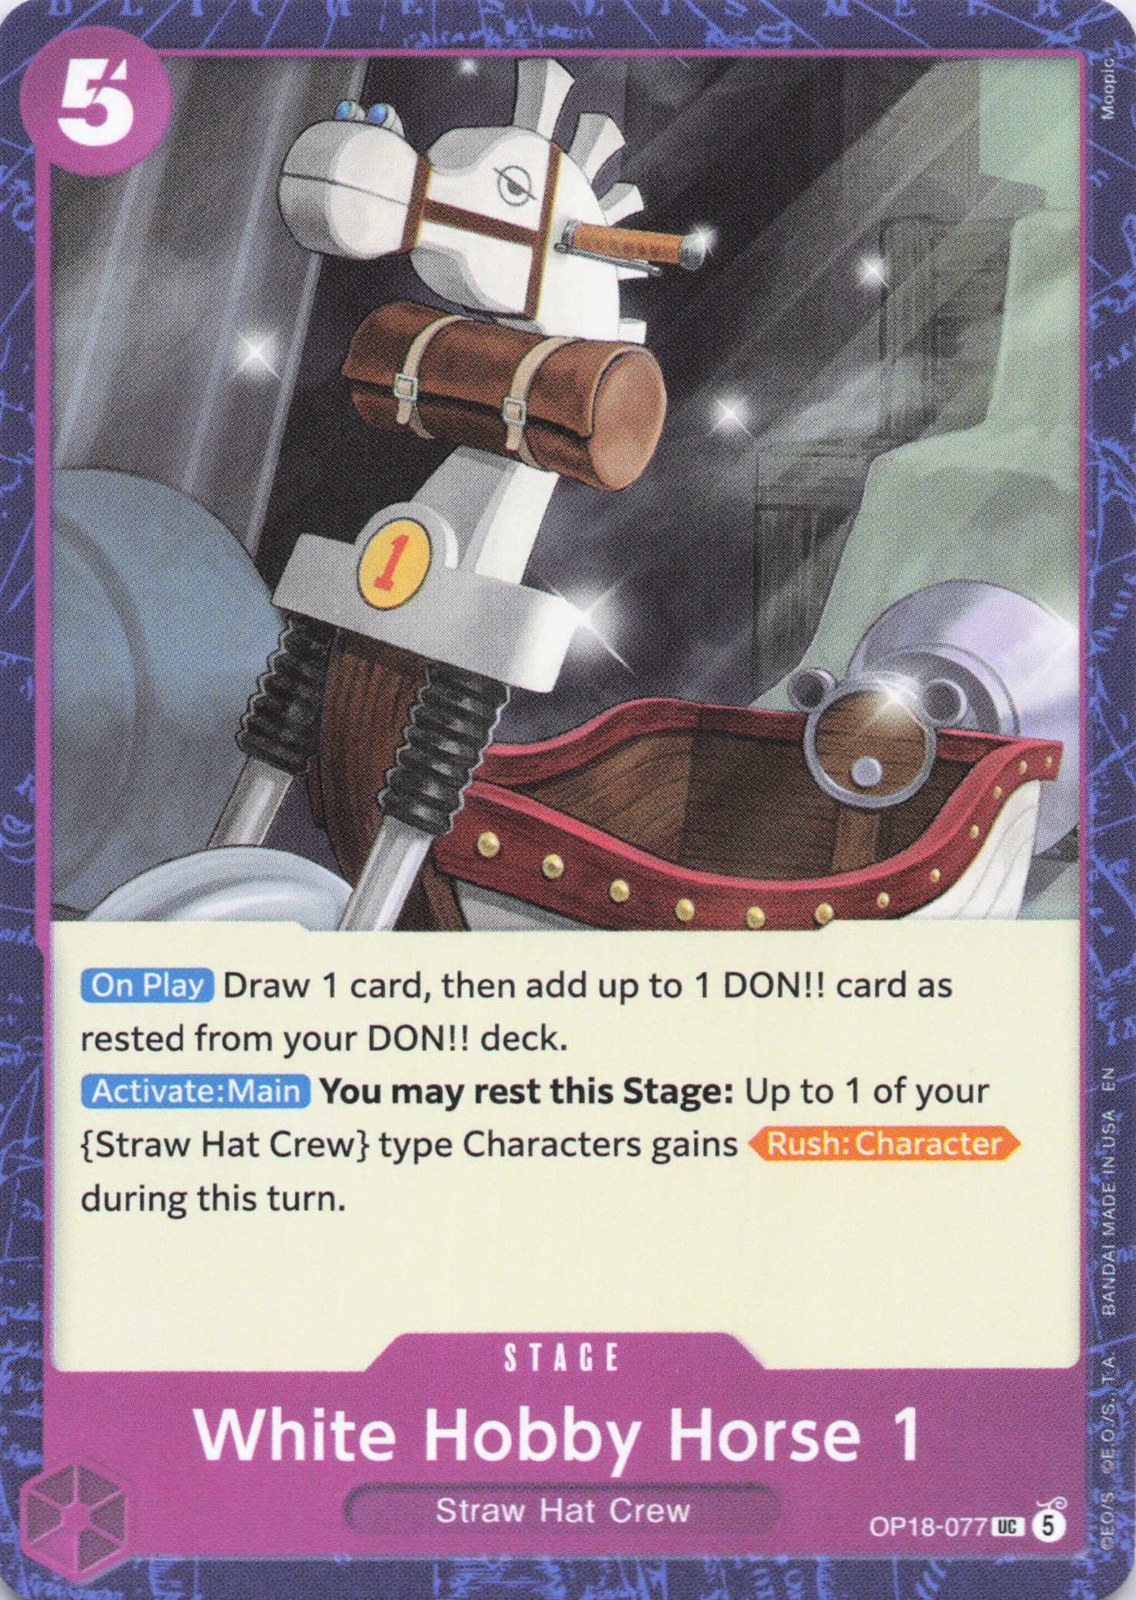 5
Moopic
1
On Play Draw 1 card, then add up to 1 DON!! card as
rested from your DON!! deck.
Activate:Main You may rest this Stage: Up to 1 of your
{Straw Hat Crew} type Characters gains Rush: Character
during this turn.
STAGE
White Hobby Horse 1
Straw Hat Crew
OP18-077 UC 5
©EO/S. ©E.O./S., T.A. BANDAI MADE IN USA EN